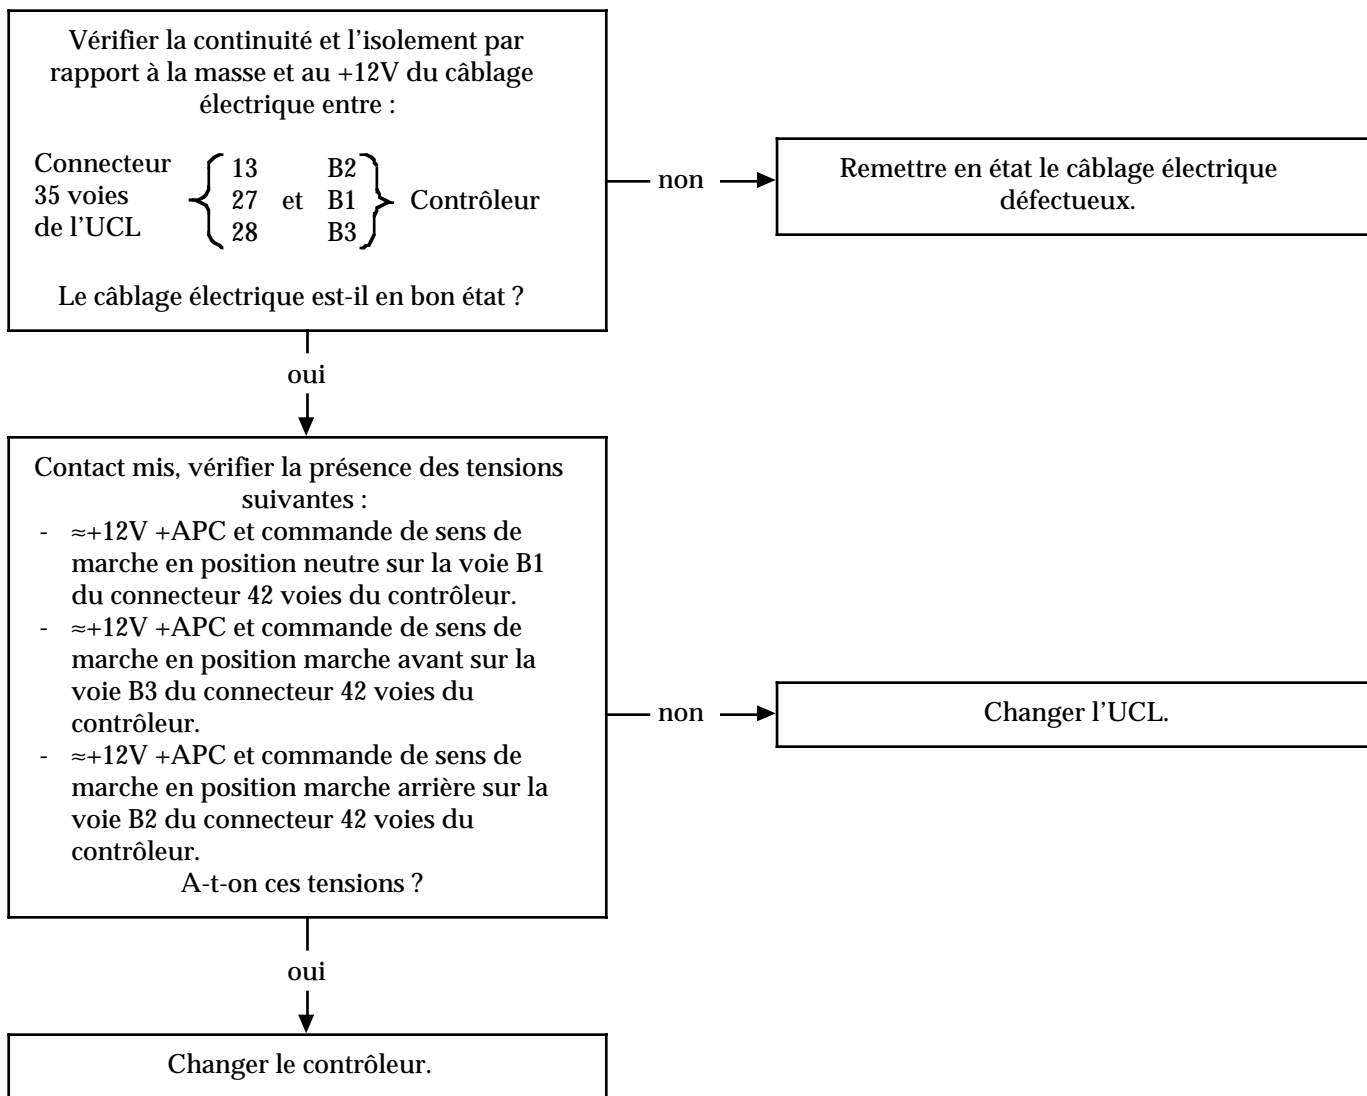 Vérifier la continuité et l'isolement par
rapport à la masse et au +12V du câblage
électrique entre :
Connecteur
35 voies
de l'UCL
13
27
28
et
B2
B1
B3
Contrôleur
Le câblage électrique est-il en bon état ?
non
Remettre en état le câblage électrique
défectueux.
oui
Contact mis, vérifier la présence des tensions
suivantes :
- ≈+12V +APC et commande de sens de
marche en position neutre sur la voie B1
du connecteur 42 voies du contrôleur.
- ≈+12V +APC et commande de sens de
marche en position marche avant sur la
voie B3 du connecteur 42 voies du
contrôleur.
- ≈+12V +APC et commande de sens de
marche en position marche arrière sur la
voie B2 du connecteur 42 voies du
contrôleur.
A-t-on ces tensions ?
non
Changer l'UCL.
oui
Changer le contrôleur.